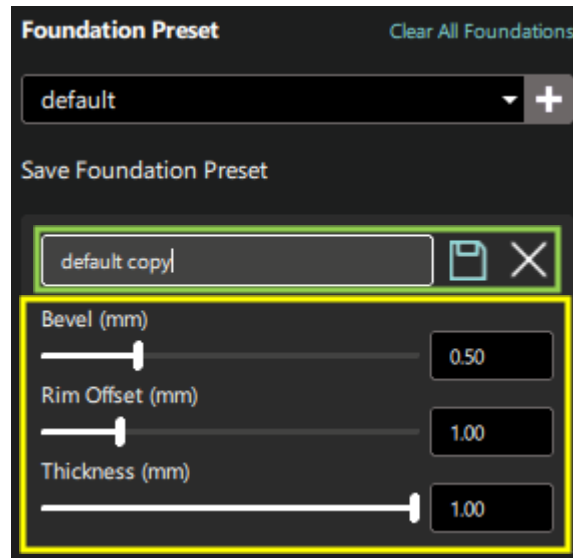 Foundation Preset Clear All Foundations
default
Save Foundation Preset
default copy
Bevel (mm)
0.50
Rim Offset (mm)
1.00
Thickness (mm)
1.00